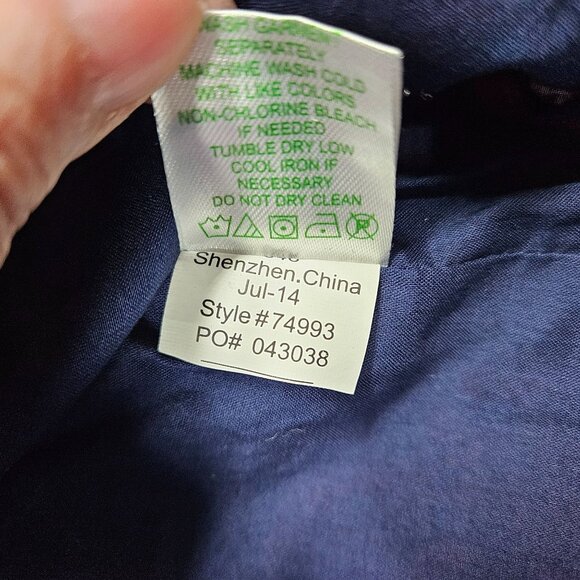 GARMENT
SEPARATELY
MACHINE WASH COLD
WITH LIKE COLORS
NON-CHLORINE BLEACH
IF NEEDED
TUMBLE DRY LOW
COOL IRON IF
NECESSARY
DO NOT DRY CLEAN
Shenzhen.China
Jul-14
Style#74993
PO# 043038